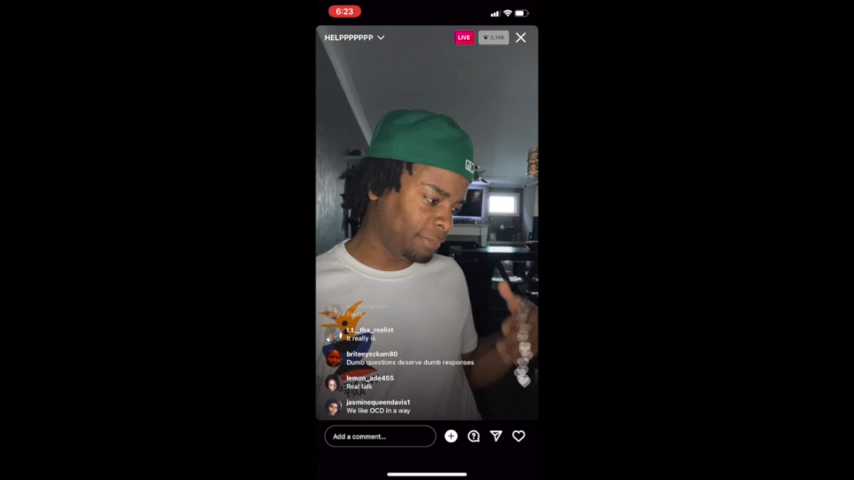 6:23
HELPPPPPPP
LIVE
t.t._tha_realist
It really is
briteeyezkam80
Dumb questions deserve dumb responses
lemon_ade455
Real talk
jasminequeendavis1
We like OCD in a way
Add a comment...